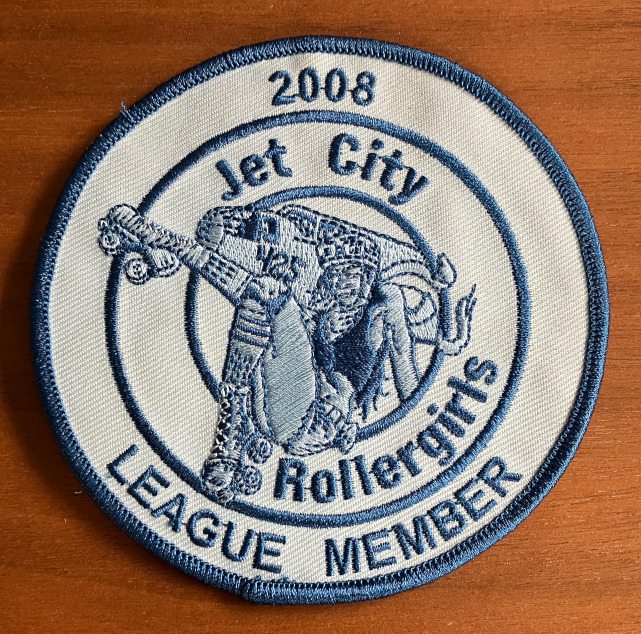 2008
Jet City
Rollergirls
LEAGUE MEMBER